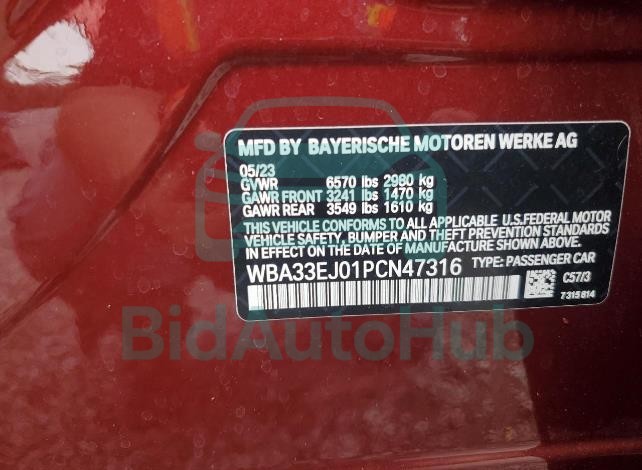 MFD BY BAYERISCHE MOTOREN WERKE AG
05/23
GVWR 6570 lbs 2980 kg
GAWR FRONT 3241 lbs 1470 kg
GAWR REAR 3549 lbs 1610 kg
THIS VEHICLE CONFORMS TO ALL APPLICABLE U.S.FEDERAL MOTOR
VEHICLE SAFETY, BUMPER AND THEFT PREVENTION STANDARDS
IN EFFECT ON THE DATE OF MANUFACTURE SHOWN ABOVE.
WBA33EJ01PCN47316 TYPE: PASSENGER CAR
C57/3
7315814
BidAutoHub